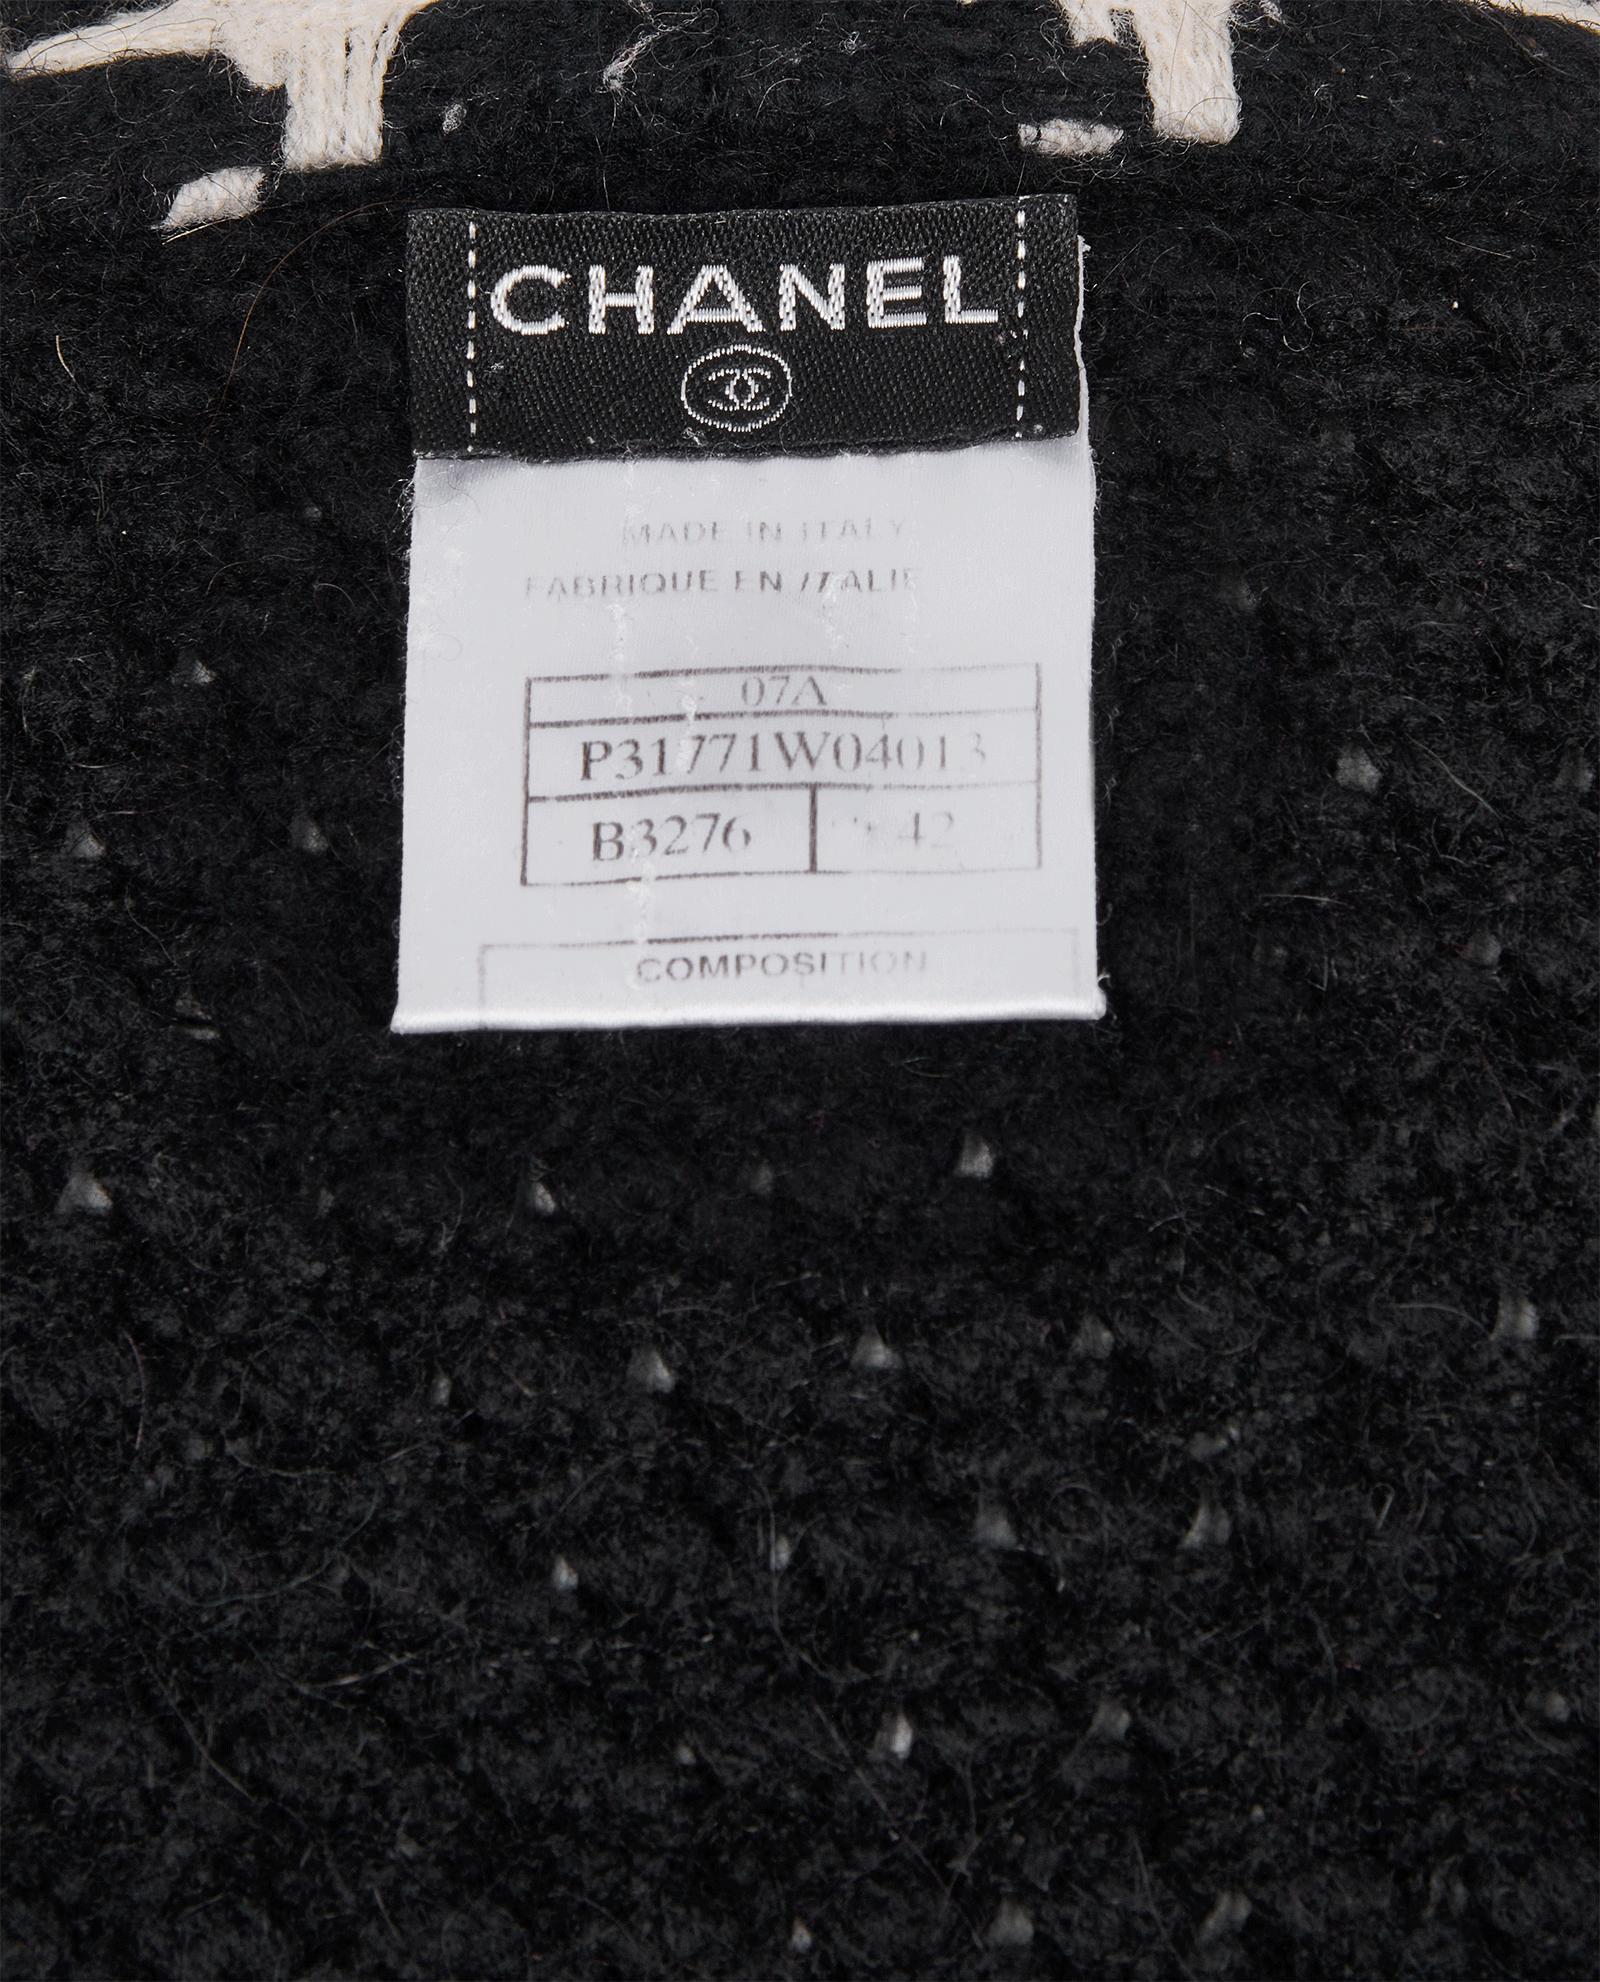 CHANEL
MADE IN ITALY
FABRIQUE EN ITALIE
07A
P31771W04013
B3276 42
COMPOSITION